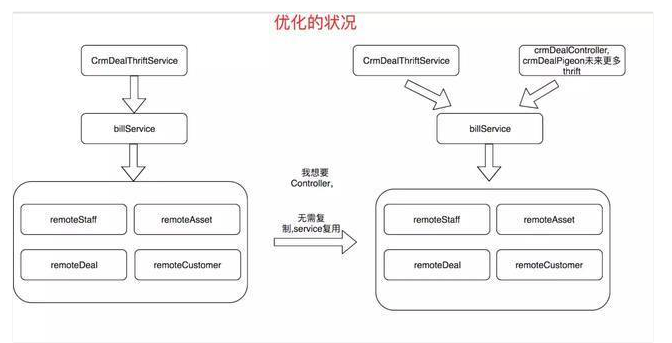 优化的状况
CrmDealThriftService
billService
remoteStaff
remoteAsset
remoteDeal
remoteCustomer
我想要
Controller,
无需复
制,service复用
CrmDealThriftService
crmDealController,
crmDealPigeon未来更多
thrift
billService
remoteStaff
remoteAsset
remoteDeal
remoteCustomer